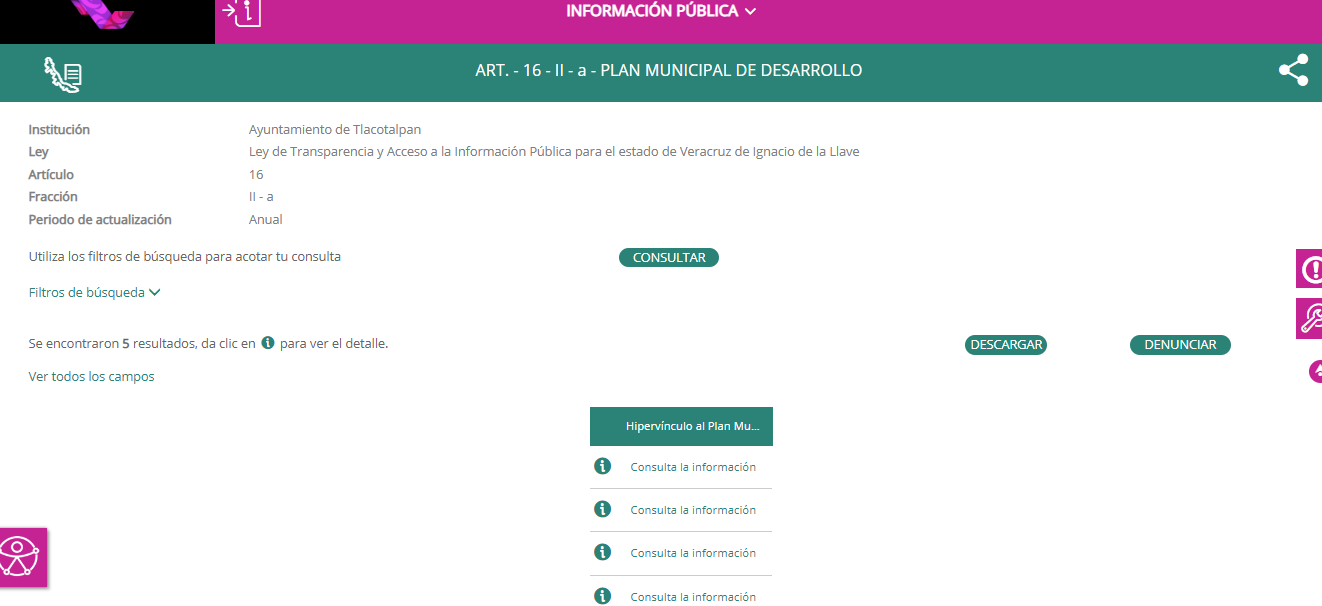 INFORMACIÓN PÚBLICA
ART. - 16 - II - a - PLAN MUNICIPAL DE DESARROLLO
Institución Ayuntamiento de Tlacotalpan
Ley Ley de Transparencia y Acceso a la Información Pública para el estado de Veracruz de Ignacio de la Llave
Artículo 16
Fracción II - a
Periodo de actualización Anual
Utiliza los filtros de búsqueda para acotar tu consulta CONSULTAR
Filtros de búsqueda
Se encontraron 5 resultados, da clic en i para ver el detalle. DESCARGAR DENUNCIAR
Ver todos los campos
Hipervínculo al Plan Mu...
Consulta la información
Consulta la información
Consulta la información
Consulta la información